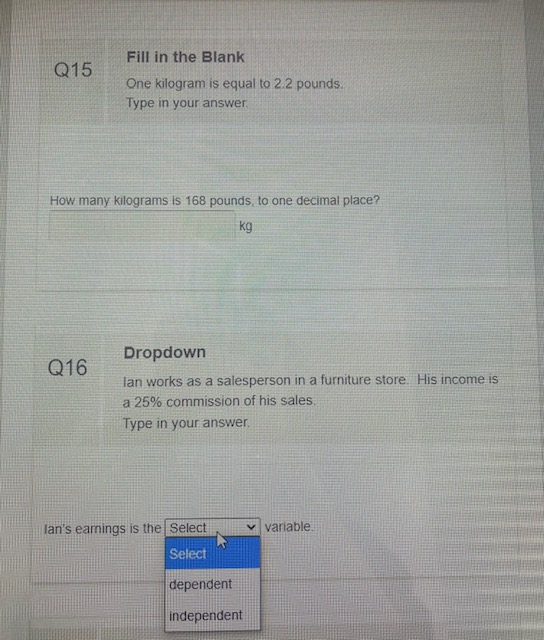 Q15
Fill in the Blank
One kilogram is equal to 2.2 pounds.
Type in your answer.
How many kilograms is 168 pounds, to one decimal place?
kg
Q16
Dropdown
Ian works as a salesperson in a furniture store. His income is
a 25% commission of his sales.
Type in your answer.
Ian's earnings is the Select variable.
Select
dependent
independent